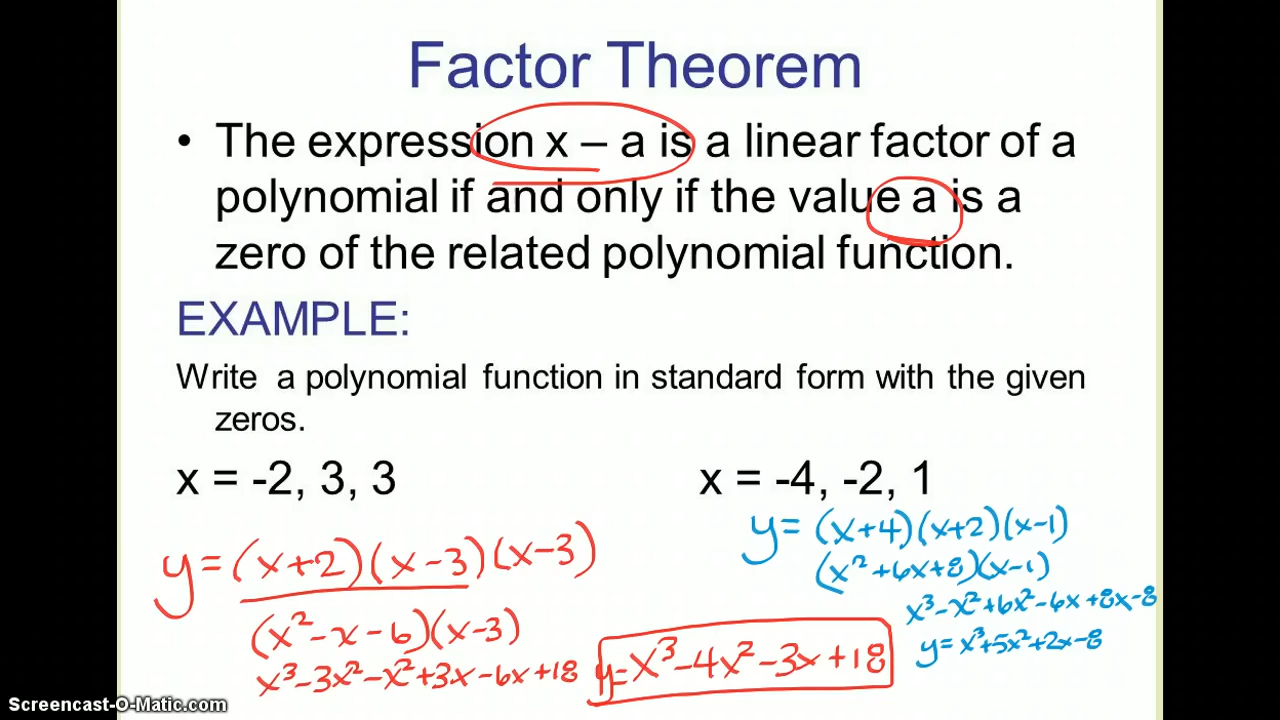 Factor Theorem
• The expression x – a is a linear factor of a
polynomial if and only if the value a is a
zero of the related polynomial function.
EXAMPLE:
Write a polynomial function in standard form with the given
zeros.
x = -2, 3, 3
x = -4, -2, 1
y = (x+2)(x-3)(x-3)
(x² - x - 6)(x-3)
x³ - 3x² - x² + 3x - 6x + 18
y = x³ - 4x² - 3x + 18
y = (x+4)(x+2)(x-1)
(x² + 6x + 8)(x-1)
x³ - x² + 6x² - 6x + 8x - 8
y = x³ + 5x² + 2x - 8
Screencast-O-Matic.com